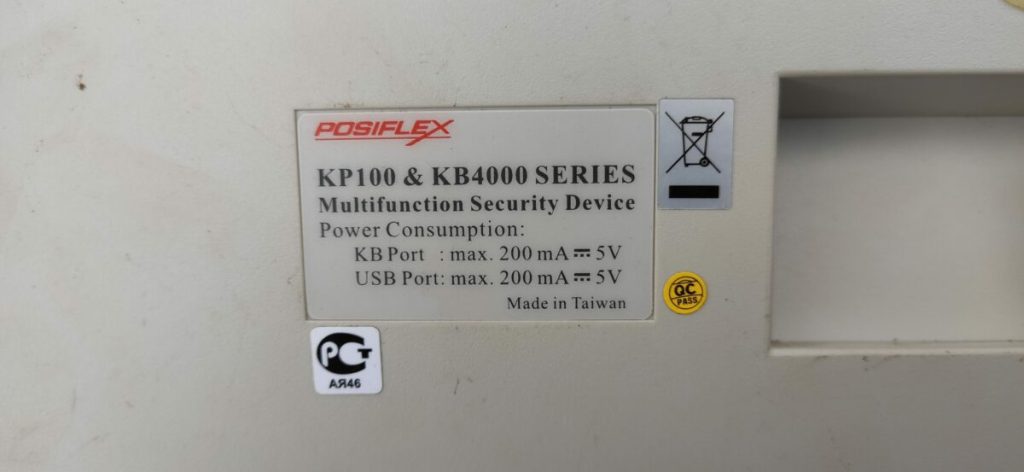 POSIFLEX
KP100 & KB4000 SERIES
Multifunction Security Device
Power Consumption:
KB Port : max. 200 mA ⎓ 5V
USB Port: max. 200 mA ⎓ 5V
Made in Taiwan
QC
PASS
РСТ
АЯ46